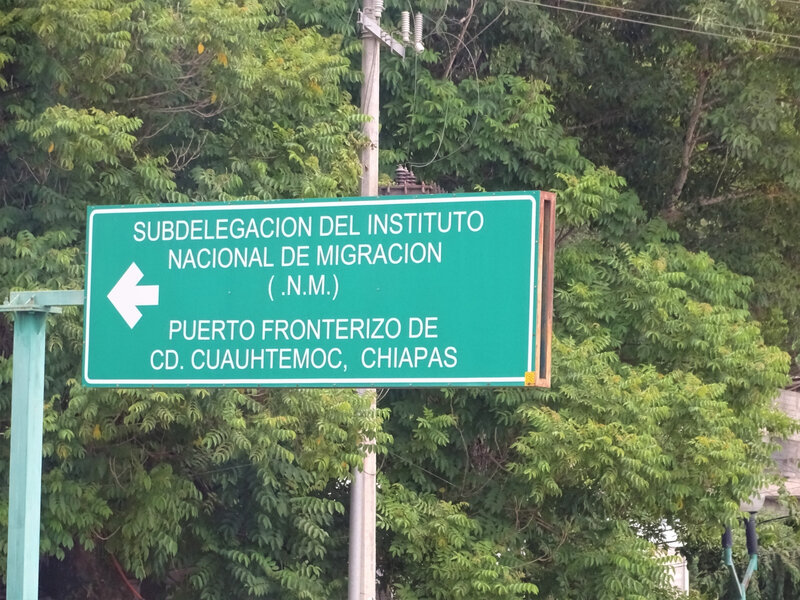 SUBDELEGACION DEL INSTITUTO
NACIONAL DE MIGRACION
( .N.M.)
PUERTO FRONTERIZO DE
CD. CUAUHTEMOC, CHIAPAS